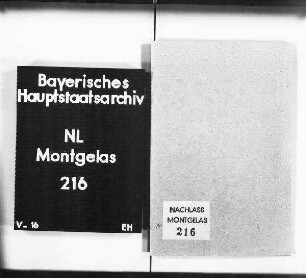 Bayerisches
Hauptstaatsarchiv
NL
Montgelas
216
V-16
EH
NACHLASS
MONTGELAS
216